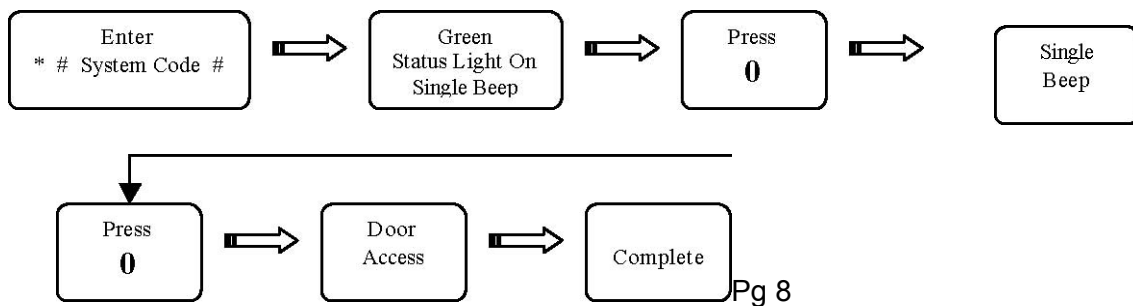 Enter
* # System Code #
Green
Status Light On
Single Beep
Press
0
Single
Beep
Press
0
Door
Access
Complete
Pg 8